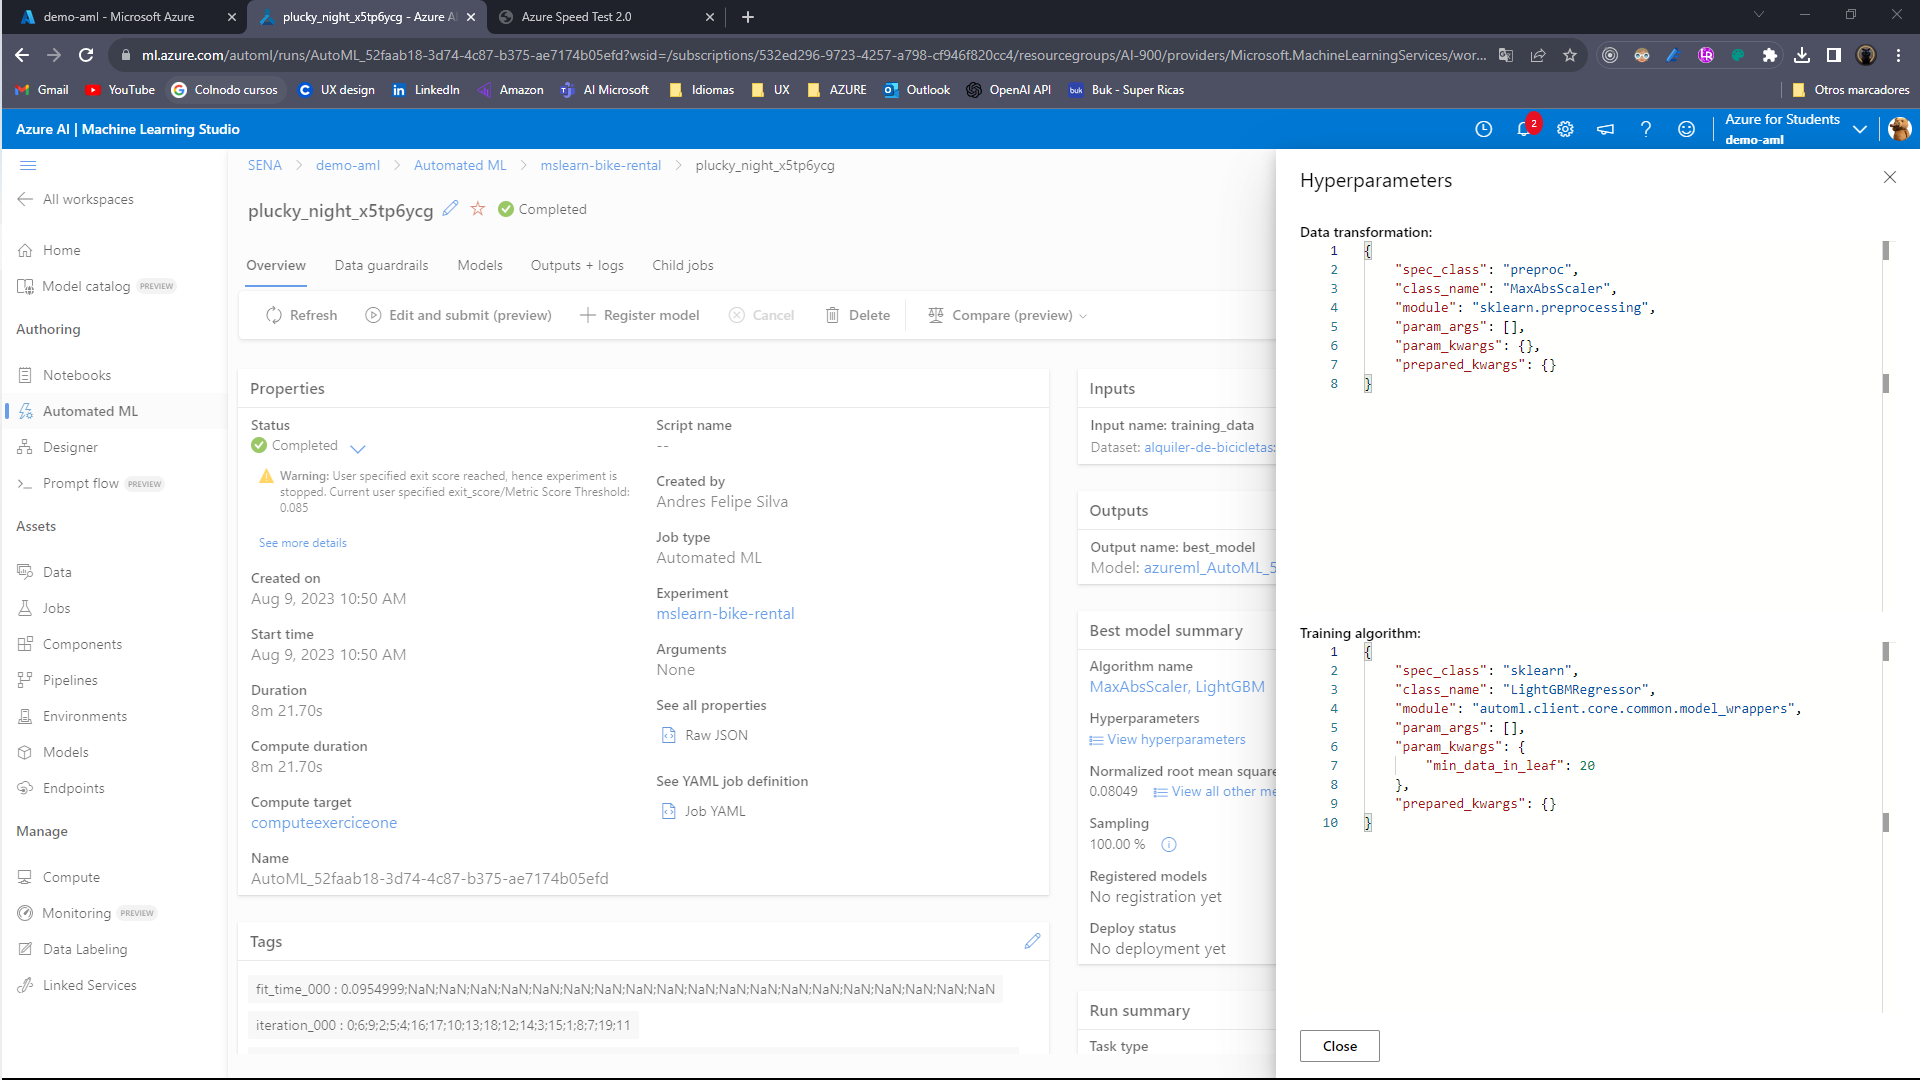 demo-aml - Microsoft Azure
plucky_night_x5tp6ycg - Azure AI
Azure Speed Test 2.0
ml.azure.com/automl/runs/AutoML_52faab18-3d74-4c87-b375-ae7174b05efd?wsid=/subscriptions/532ed296-9723-4257-a798-cf946f820cc4/resourcegroups/AI-900/providers/Microsoft.MachineLearningServices/wor...
Gmail
YouTube
Colnodo cursos
UX design
LinkedIn
Amazon
AI Microsoft
Idiomas
UX
AZURE
Outlook
OpenAI API
Buk - Super Ricas
Otros marcadores
Azure AI | Machine Learning Studio
2
Azure for Students
demo-aml
All workspaces
Home
Model catalog PREVIEW
Authoring
Notebooks
Automated ML
Designer
Prompt flow PREVIEW
Assets
Data
Jobs
Components
Pipelines
Environments
Models
Endpoints
Manage
Compute
Monitoring PREVIEW
Data Labeling
Linked Services
SENA > demo-aml > Automated ML > mslearn-bike-rental > plucky_night_x5tp6ycg
plucky_night_x5tp6ycg Completed
Overview Data guardrails Models Outputs + logs Child jobs
Refresh Edit and submit (preview) Register model Cancel Delete Compare (preview)
Properties
Status
Completed
Warning: User specified exit score reached, hence experiment is
stopped. Current user specified exit_score/Metric Score Threshold:
0.085
See more details
Created on
Aug 9, 2023 10:50 AM
Start time
Aug 9, 2023 10:50 AM
Duration
8m 21.70s
Compute duration
8m 21.70s
Compute target
computeexerciceone
Name
AutoML_52faab18-3d74-4c87-b375-ae7174b05efd
Script name
--
Created by
Andres Felipe Silva
Job type
Automated ML
Experiment
mslearn-bike-rental
Arguments
None
See all properties
Raw JSON
See YAML job definition
Job YAML
Tags
fit_time_000 : 0.0954999;NaN;NaN;NaN;NaN;NaN;NaN;NaN;NaN;NaN;NaN;NaN;NaN;NaN;NaN;NaN;NaN;NaN;NaN;NaN
iteration_000 : 0;6;9;2;5;4;16;17;10;13;18;12;14;3;15;1;8;7;19;11
Inputs
Input name: training_data
Dataset: alquiler-de-bicicletas:
Outputs
Output name: best_model
Model: azureml_AutoML_5
Best model summary
Algorithm name
MaxAbsScaler, LightGBM
Hyperparameters
View hyperparameters
Normalized root mean square
0.08049 View all other me
Sampling
100.00 %
Registered models
No registration yet
Deploy status
No deployment yet
Run summary
Task type
Hyperparameters
Data transformation:
1 {
2 "spec_class": "preproc",
3 "class_name": "MaxAbsScaler",
4 "module": "sklearn.preprocessing",
5 "param_args": [],
6 "param_kwargs": {},
7 "prepared_kwargs": {}
8 }
Training algorithm:
1 {
2 "spec_class": "sklearn",
3 "class_name": "LightGBMRegressor",
4 "module": "automl.client.core.common.model_wrappers",
5 "param_args": [],
6 "param_kwargs": {
7 "min_data_in_leaf": 20
8 },
9 "prepared_kwargs": {}
10 }
Close